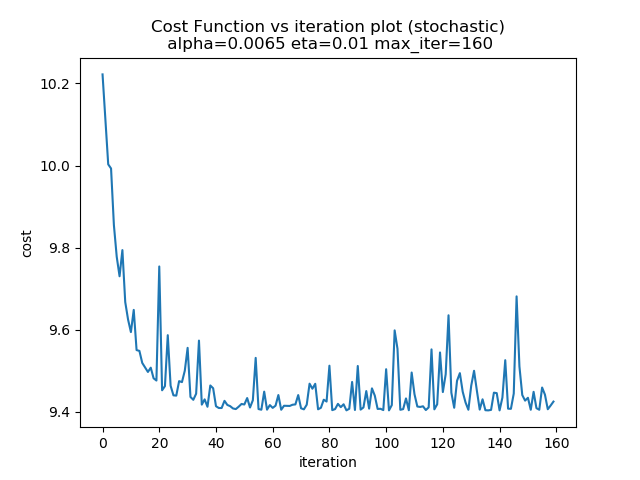 Cost Function vs iteration plot (stochastic)
alpha=0.0065 eta=0.01 max_iter=160
10.2
10.0
9.8
9.6
9.4
cost
0 20 40 60 80 100 120 140 160
iteration